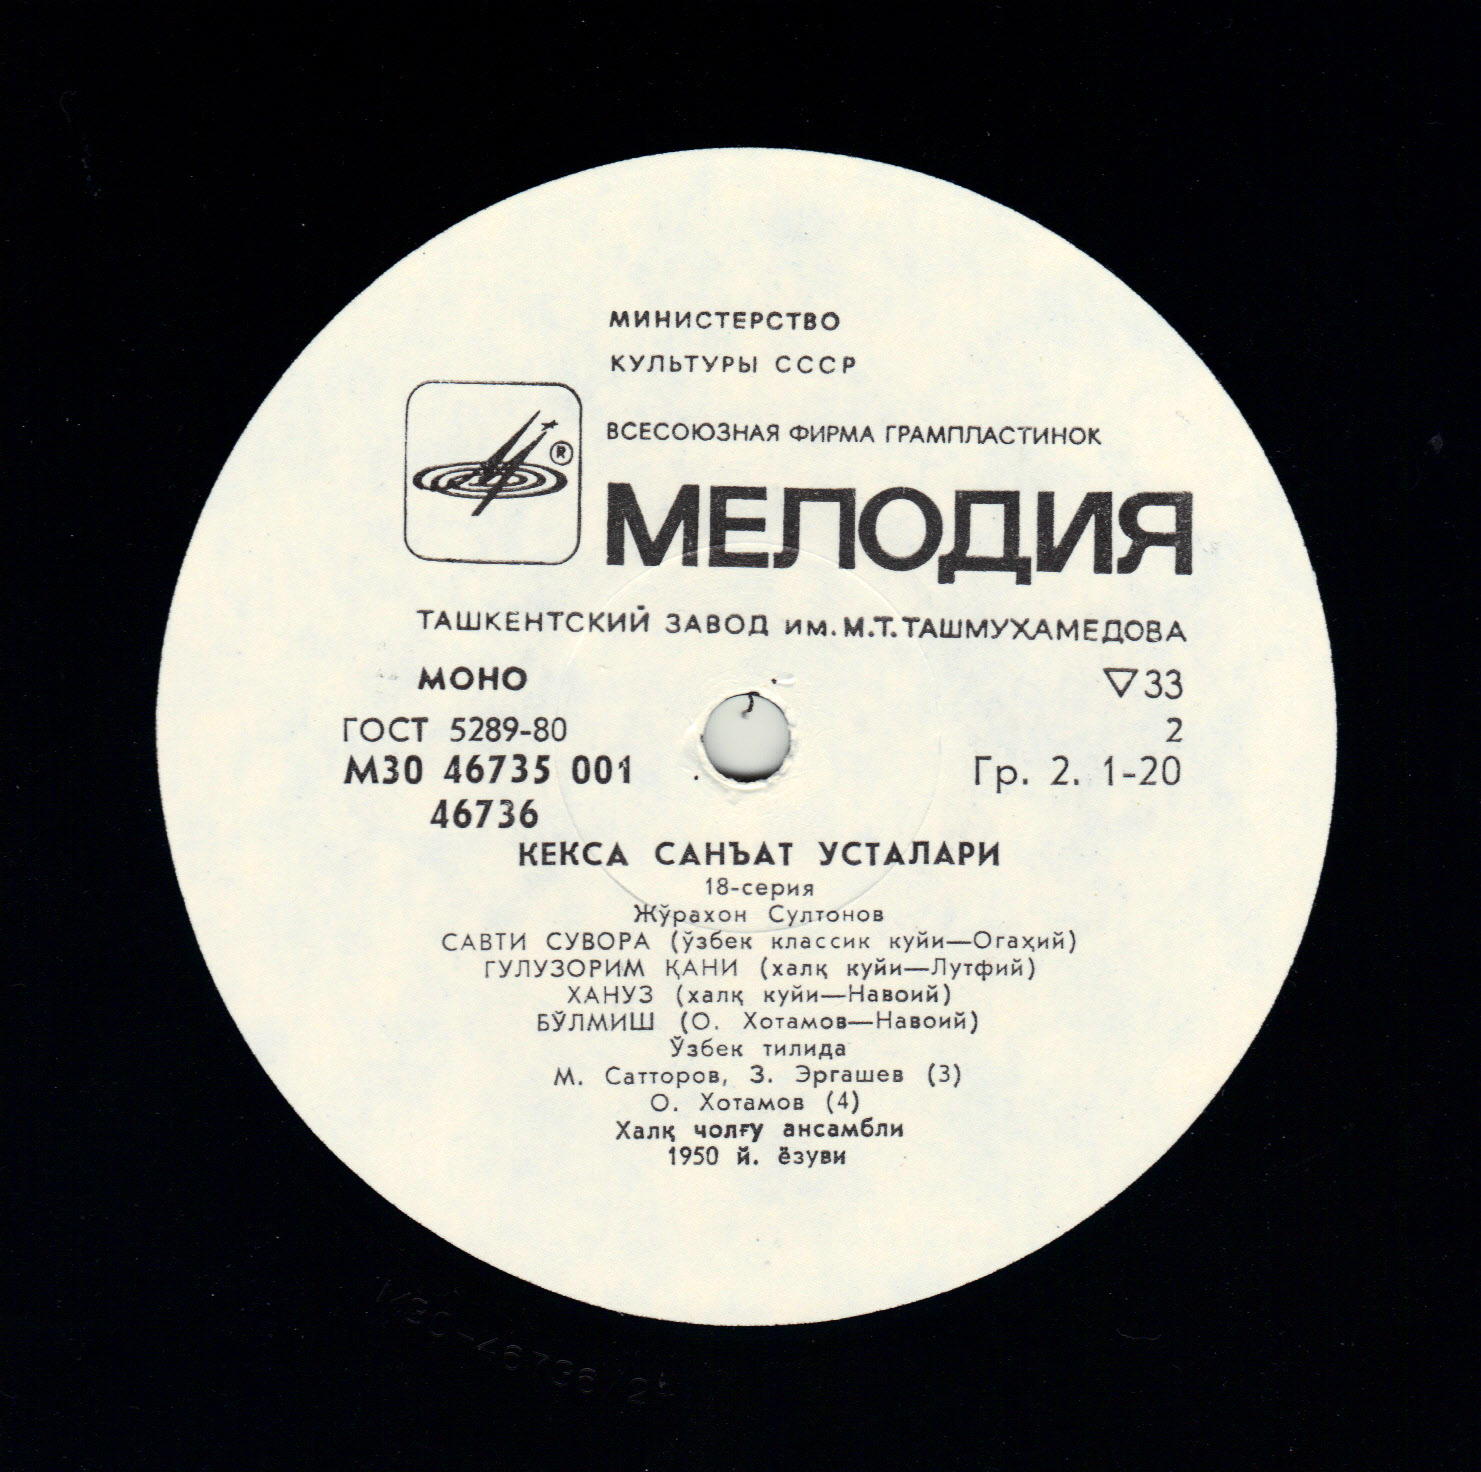 МИНИСТЕРСТВО
КУЛЬТУРЫ СССР
ВСЕСОЮЗНАЯ ФИРМА ГРАМПЛАСТИНОК
®
МЕЛОДИЯ
ТАШКЕНТСКИЙ ЗАВОД им. М.Т. ТАШМУХАМЕДОВА
МОНО ▽33
ГОСТ 5289-80 2
М30 46735 001 Гр. 2. 1-20
46736
КЕКСА САНЪАТ УСТАЛАРИ
18-серия
Жўрахон Султонов
САВТИ СУВОРА (ўзбек классик куйи—Огаҳий)
ГУЛУЗОРИМ ҚАНИ (халқ куйи—Лутфий)
ХАНУЗ (халқ куйи—Навоий)
БЎЛМИШ (О. Хотамов—Навоий)
Ўзбек тилида
М. Сатторов, З. Эргашев (3)
О. Хотамов (4)
Халқ чолғу ансамбли
1950 й. ёзуви
М30-46736/2